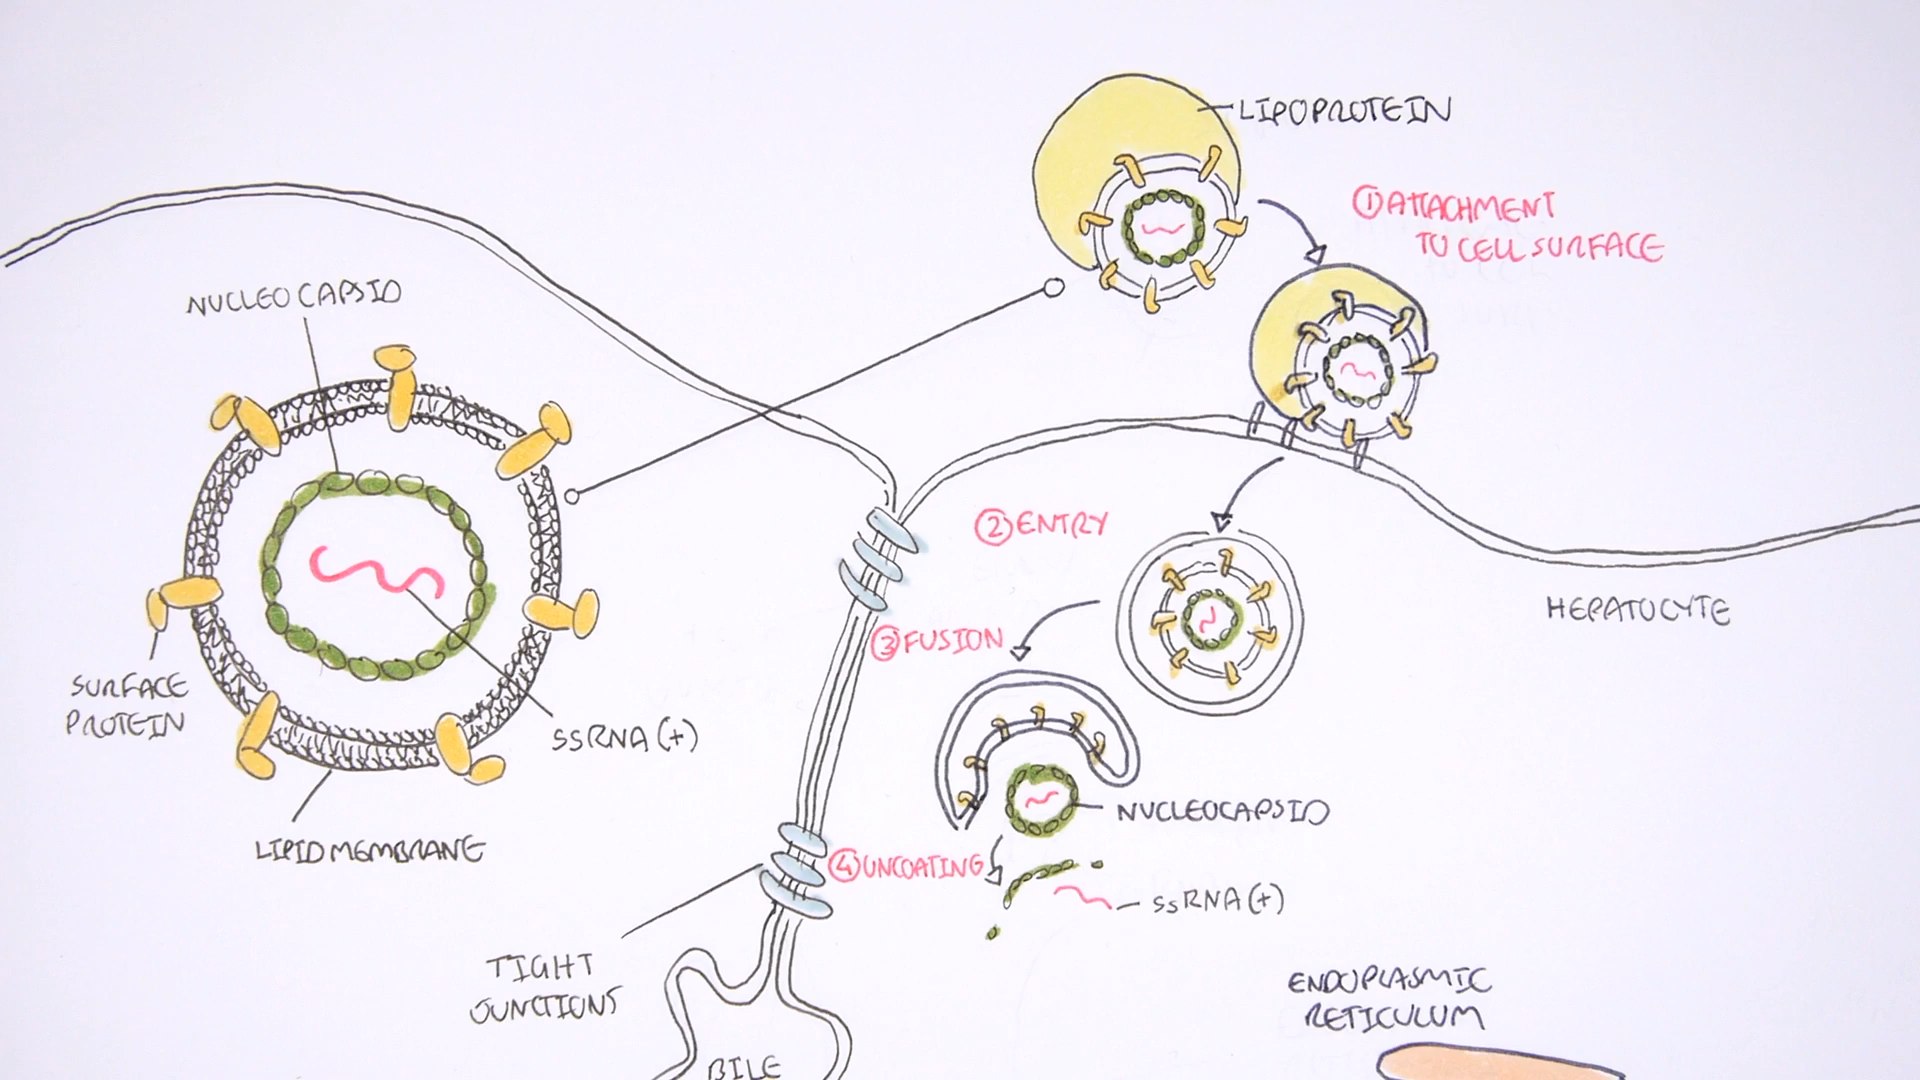 LIPOPROTEIN
① ATTACHMENT
TO CELL SURFACE
NUCLEOCAPSID
② ENTRY
HEPATOCYTE
③ FUSION
SURFACE
PROTEIN
SSRNA (+)
NUCLEOCAPSID
LIPID MEMBRANE
④ UNCOATING
SSRNA (+)
TIGHT
JUNCTIONS
ENDOPLASMIC
RETICULUM
BILE